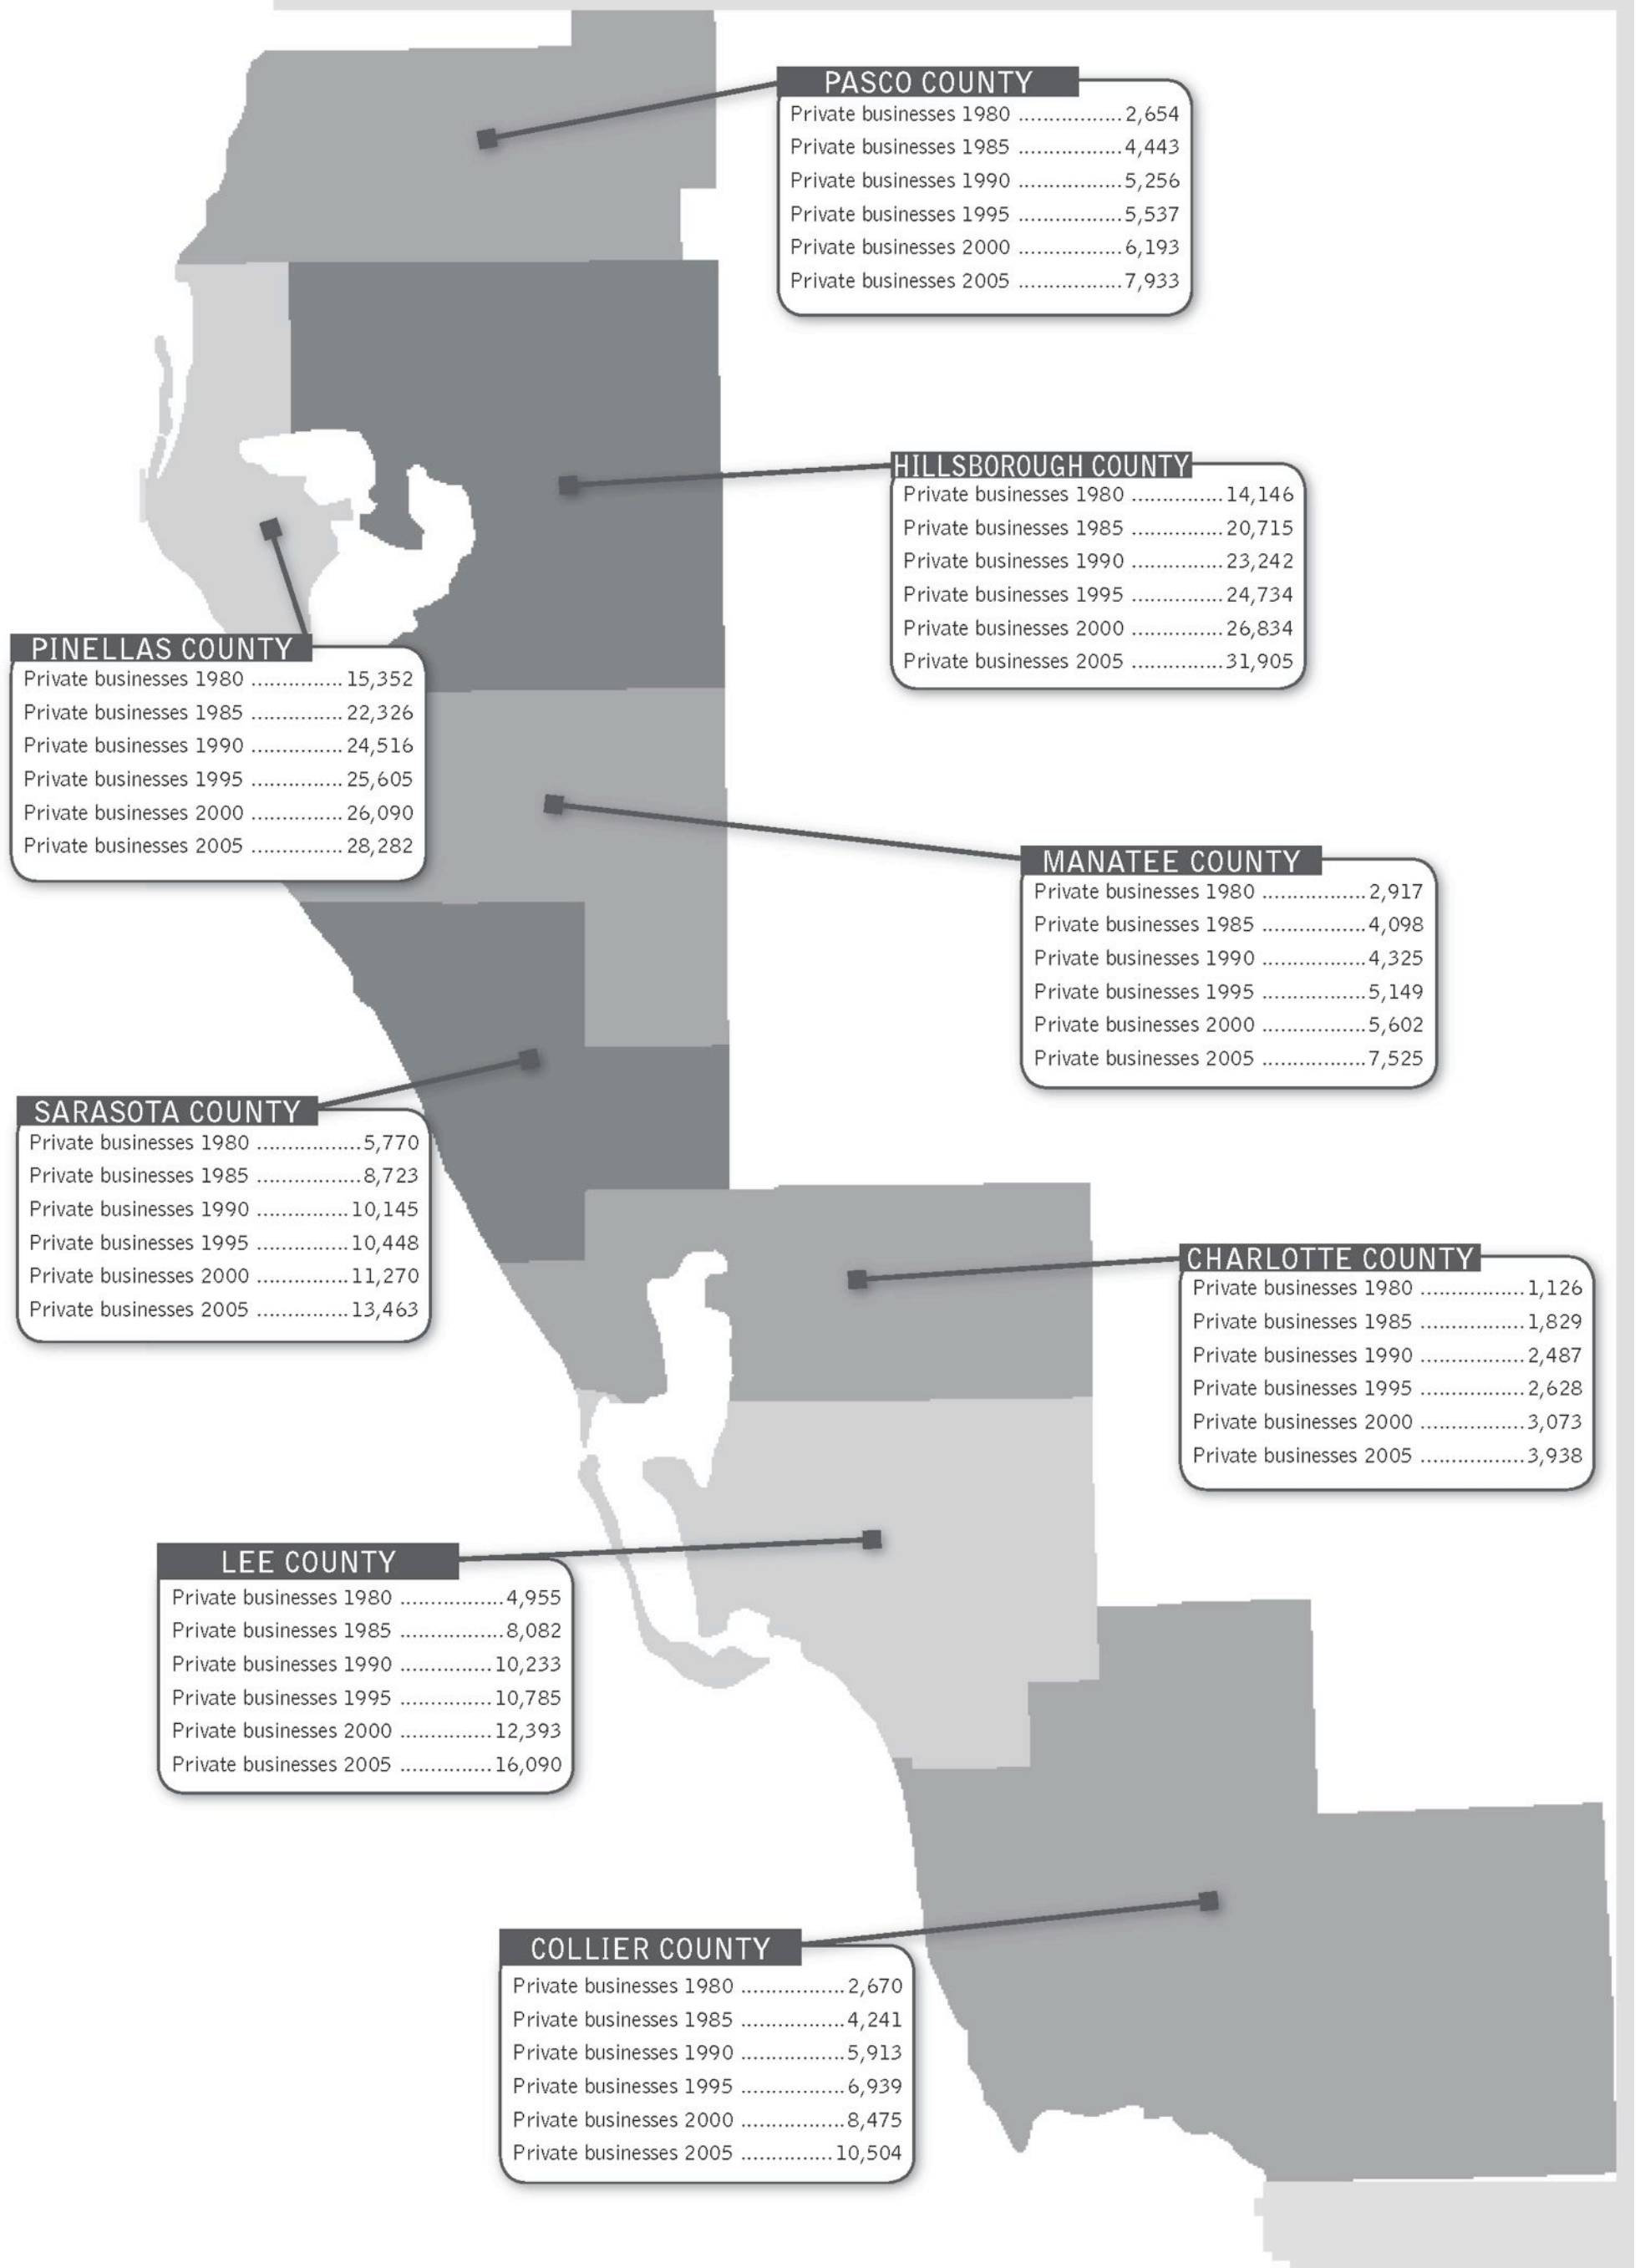 PASCO COUNTY
Private businesses 1980 .................2,654
Private businesses 1985 .................4,443
Private businesses 1990 .................5,256
Private businesses 1995 .................5,537
Private businesses 2000 .................6,193
Private businesses 2005 .................7,933
HILLSBOROUGH COUNTY
Private businesses 1980 ...............14,146
Private businesses 1985 ...............20,715
Private businesses 1990 ...............23,242
Private businesses 1995 ...............24,734
Private businesses 2000 ...............26,834
Private businesses 2005 ...............31,905
PINELLAS COUNTY
Private businesses 1980 ...............15,352
Private businesses 1985 ...............22,326
Private businesses 1990 ...............24,516
Private businesses 1995 ...............25,605
Private businesses 2000 ...............26,090
Private businesses 2005 ...............28,282
MANATEE COUNTY
Private businesses 1980 .................2,917
Private businesses 1985 .................4,098
Private businesses 1990 .................4,325
Private businesses 1995 .................5,149
Private businesses 2000 .................5,602
Private businesses 2005 .................7,525
SARASOTA COUNTY
Private businesses 1980 .................5,770
Private businesses 1985 .................8,723
Private businesses 1990 ...............10,145
Private businesses 1995 ...............10,448
Private businesses 2000 ...............11,270
Private businesses 2005 ...............13,463
CHARLOTTE COUNTY
Private businesses 1980 .................1,126
Private businesses 1985 .................1,829
Private businesses 1990 .................2,487
Private businesses 1995 .................2,628
Private businesses 2000 .................3,073
Private businesses 2005 .................3,938
LEE COUNTY
Private businesses 1980 .................4,955
Private businesses 1985 .................8,082
Private businesses 1990 ...............10,233
Private businesses 1995 ...............10,785
Private businesses 2000 ...............12,393
Private businesses 2005 ...............16,090
COLLIER COUNTY
Private businesses 1980 .................2,670
Private businesses 1985 .................4,241
Private businesses 1990 .................5,913
Private businesses 1995 .................6,939
Private businesses 2000 .................8,475
Private businesses 2005 ...............10,504